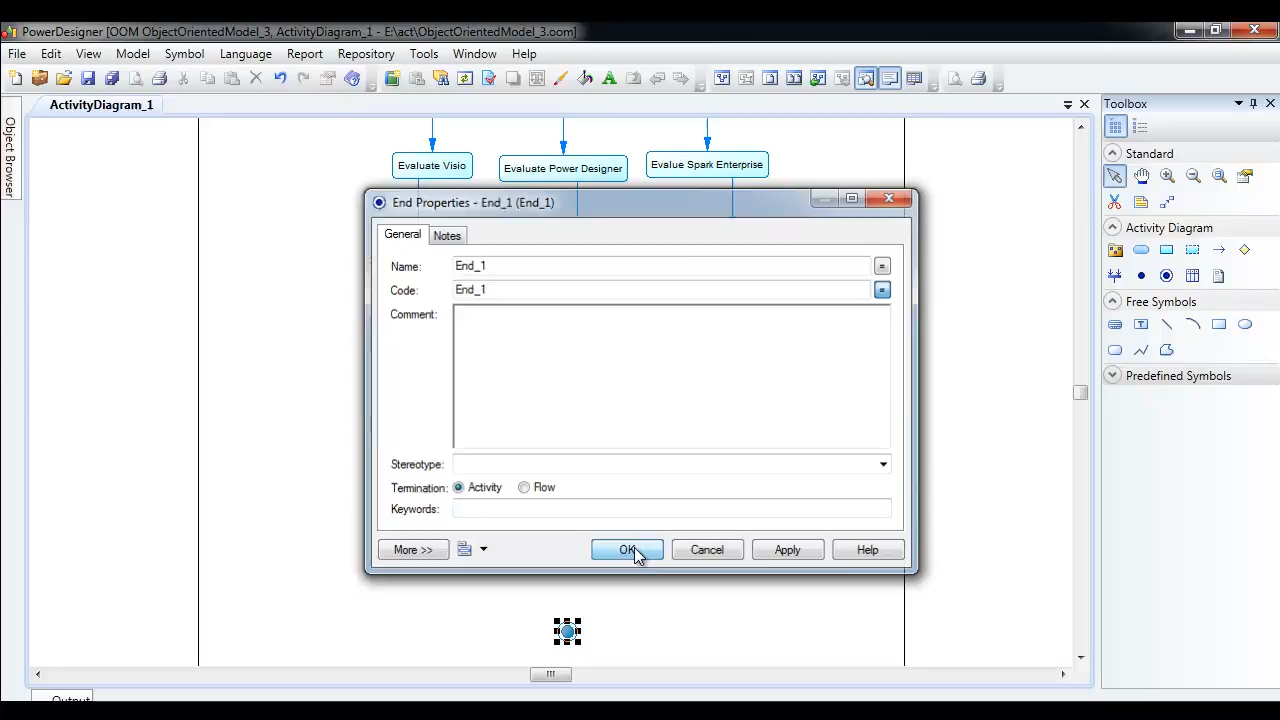 PowerDesigner [OOM ObjectOrientedModel_3, ActivityDiagram_1 - E:\act\ObjectOrientedModel_3.oom]
File Edit View Model Symbol Language Report Repository Tools Window Help
ActivityDiagram_1
Toolbox
Object Browser
Standard
Evaluate Visio
Evaluate Power Designer
Evalue Spark Enterprise
End Properties - End_1 (End_1)
Activity Diagram
General Notes
Name: End_1 =
Code: End_1 =
Free Symbols
Comment:
Predefined Symbols
Stereotype:
Termination: Activity Flow
Keywords:
More >> OK Cancel Apply Help
Output